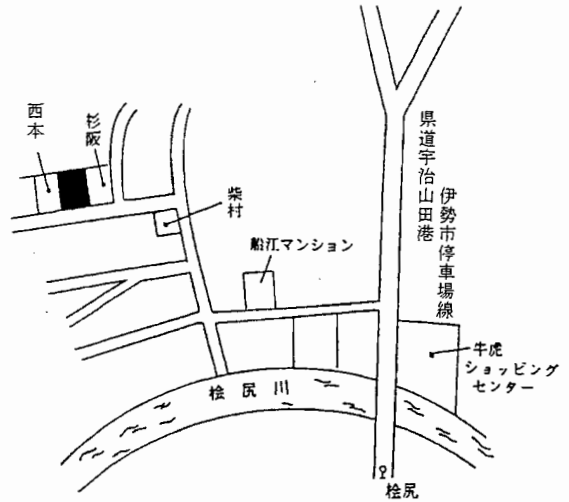 西本
杉阪
柴村
船江マンション
県道宇治山田港
伊勢市停車場線
牛虎
ショッピング
センター
桧尻川
桧尻